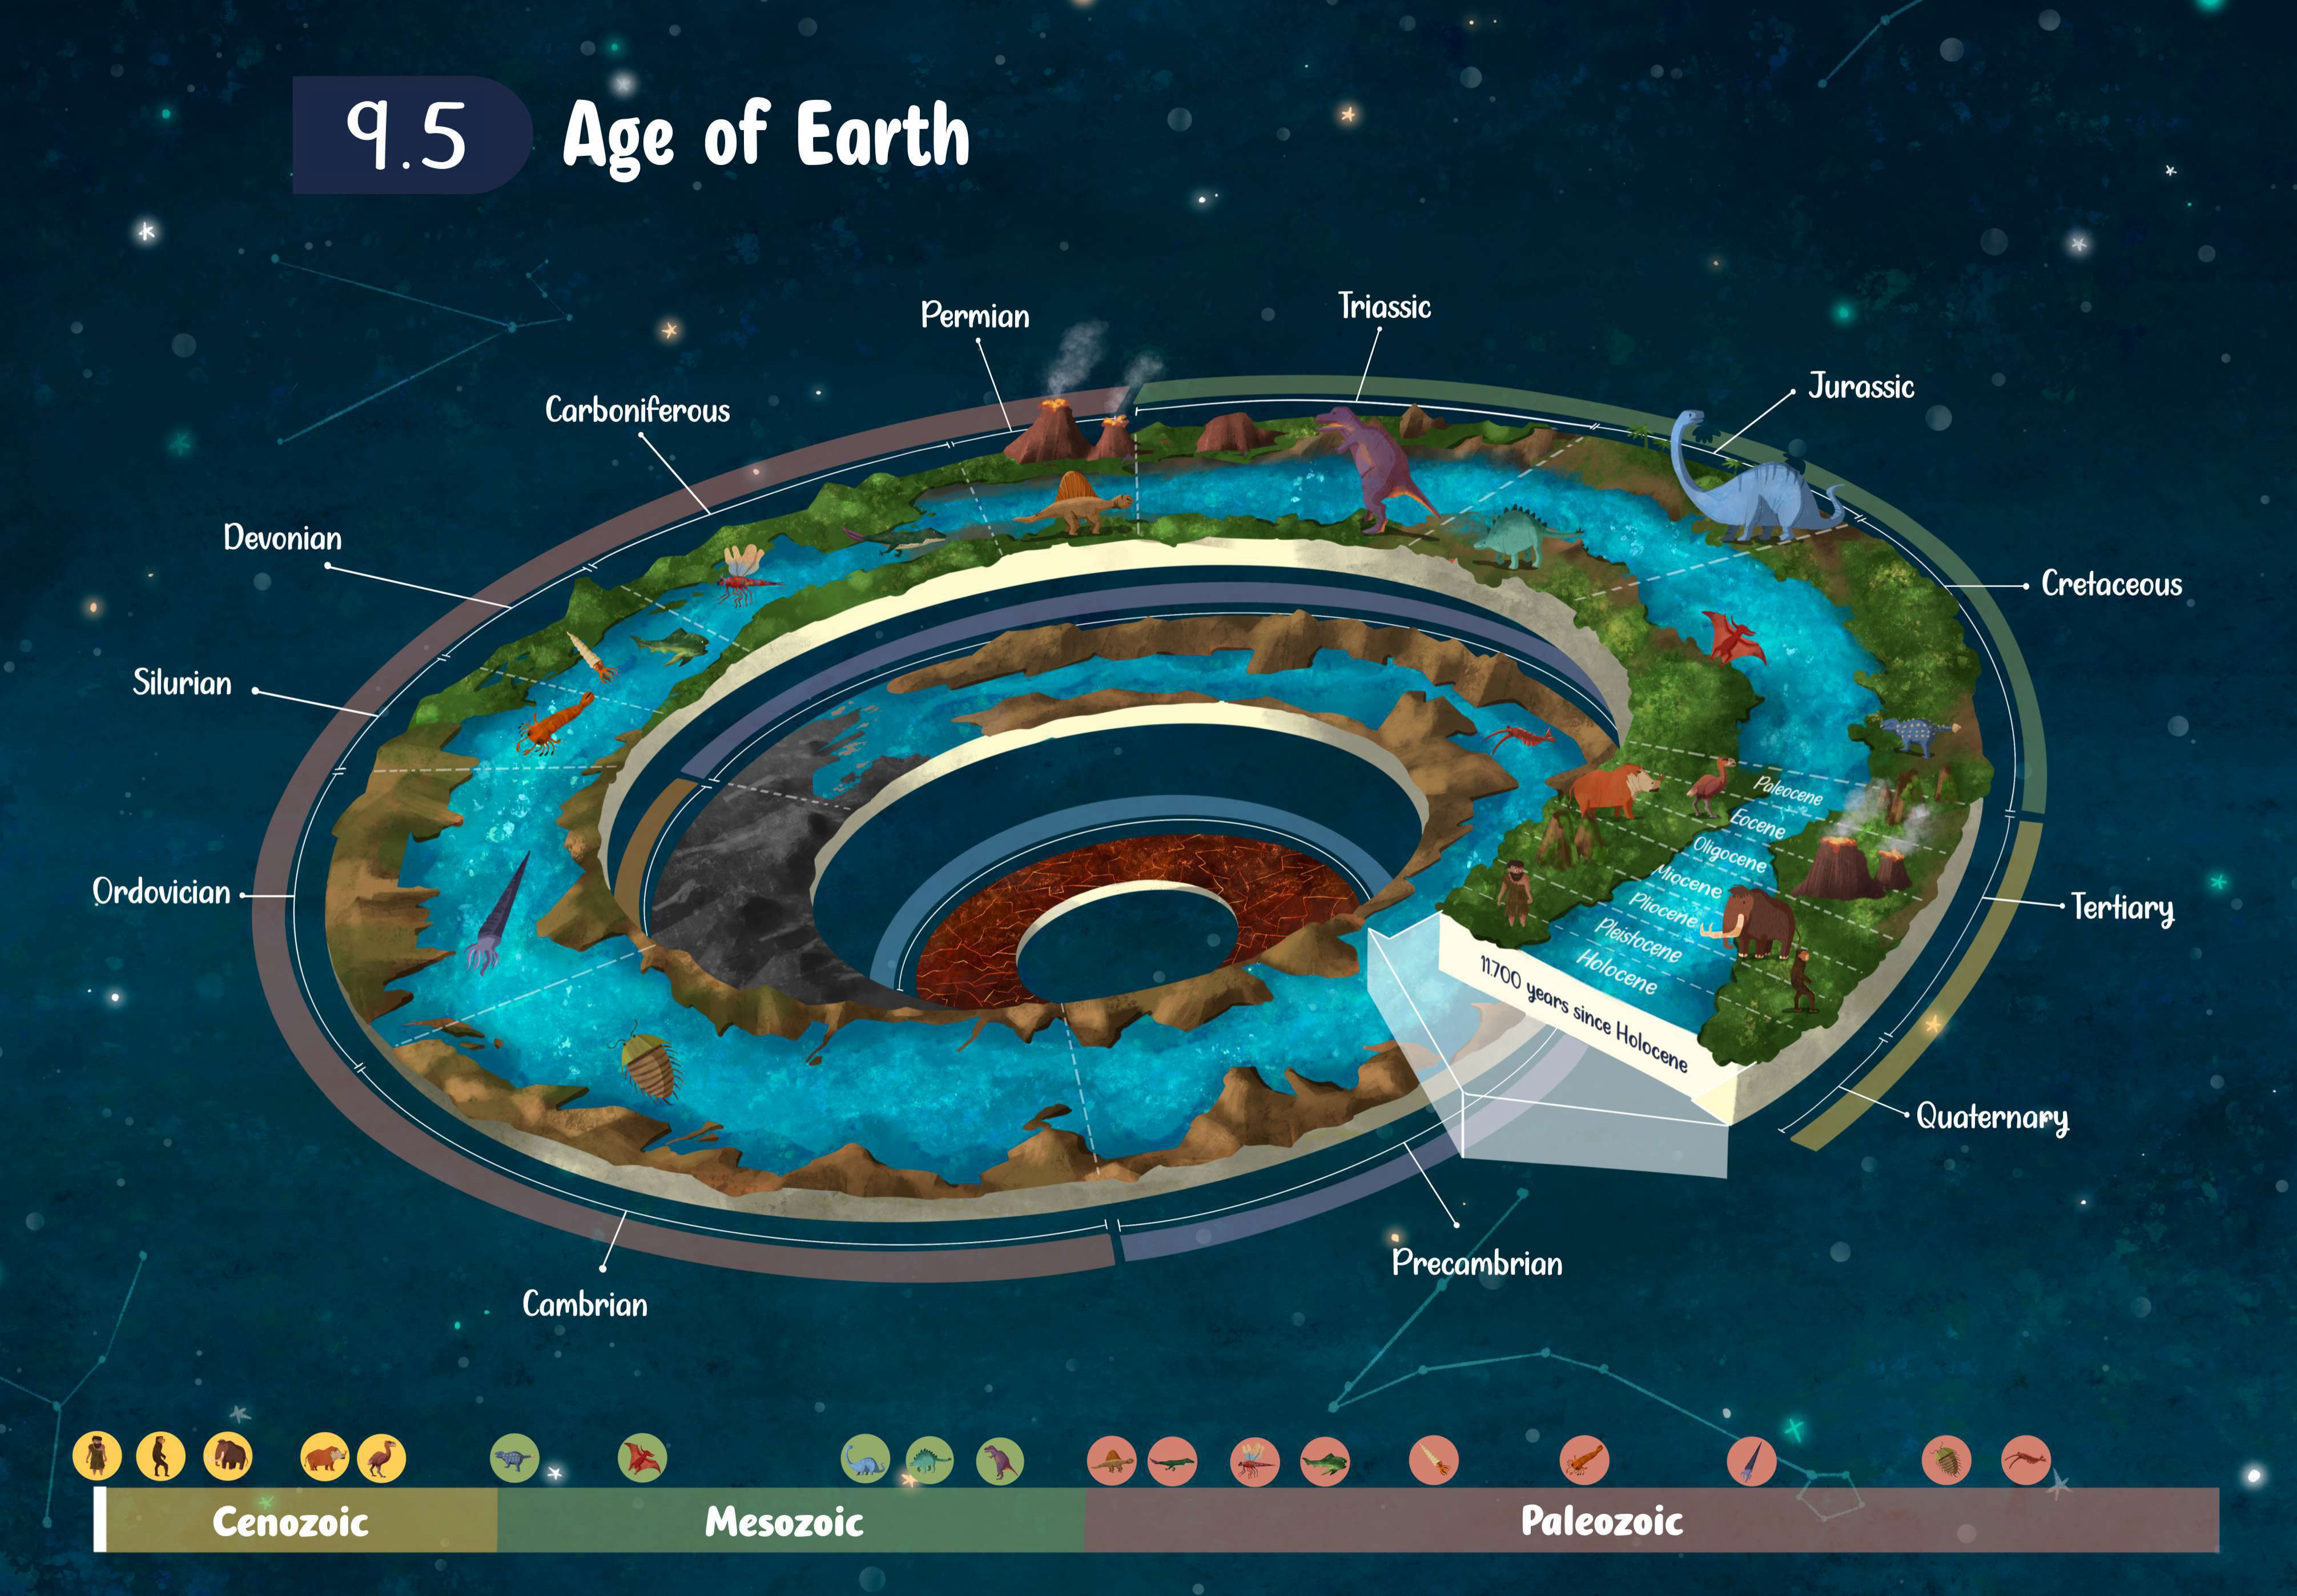 9.5 Age of Earth
Permian
Triassic
Jurassic
Carboniferous
Devonian
Cretaceous
Silurian
Ordovician
Paleocene
Eocene
Oligocene
Miocene
Pliocene
Pleistocene
Holocene
11.700 years since Holocene
Tertiary
Quaternary
Precambrian
Cambrian
Cenozoic
Mesozoic
Paleozoic